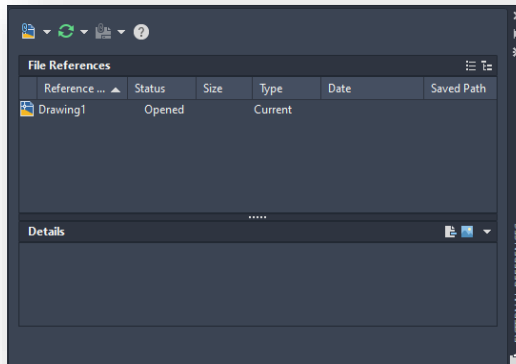 File References
Reference ... Status Size Type Date Saved Path
Drawing1 Opened Current
Details